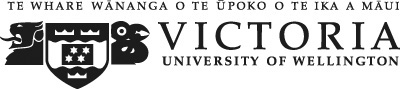 TE WHARE WĀNANGA O TE ŪPOKO O TE IKA A MĀUI
VICTORIA
UNIVERSITY OF WELLINGTON